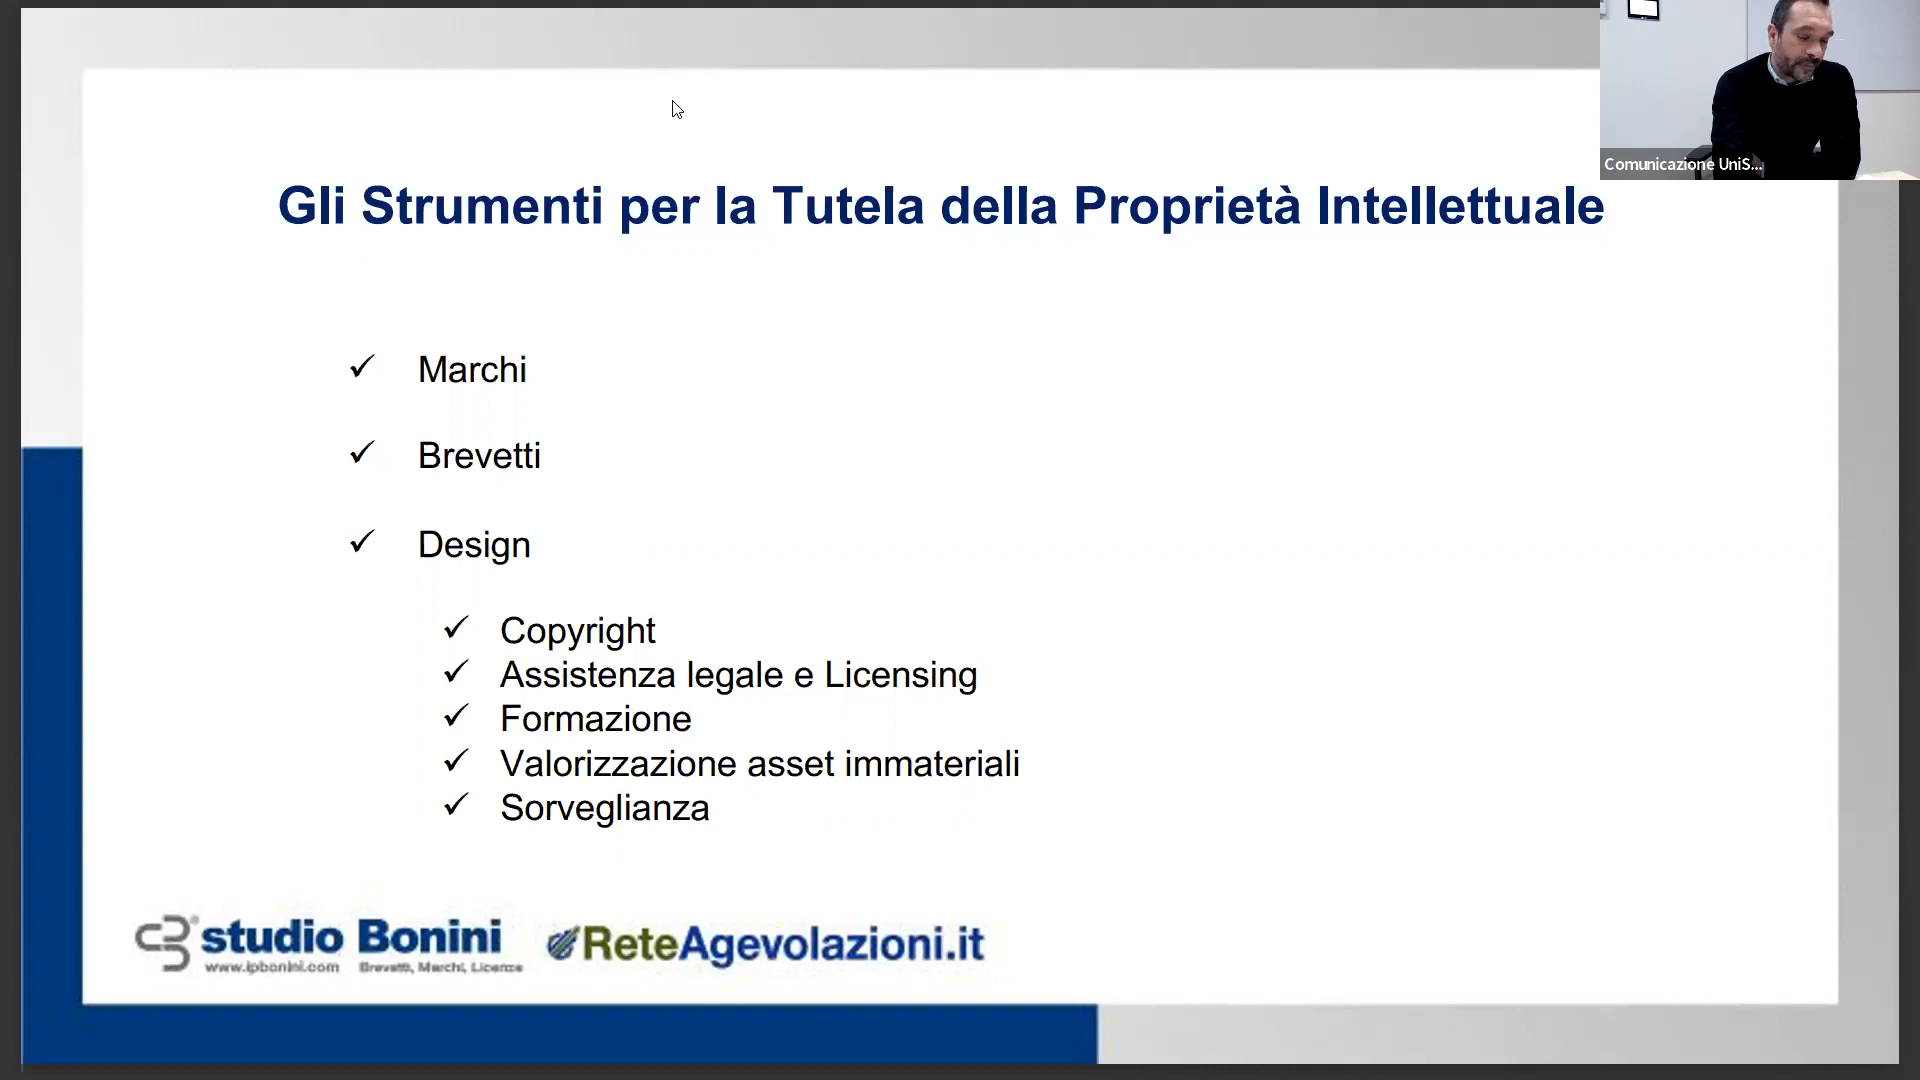 Comunicazione UniS...
Gli Strumenti per la Tutela della Proprietà Intellettuale
✓ Marchi
✓ Brevetti
✓ Design
✓ Copyright
✓ Assistenza legale e Licensing
✓ Formazione
✓ Valorizzazione asset immateriali
✓ Sorveglianza
studio Bonini
www.ipbonini.com Brevetti, Marchi, Licenze
ReteAgevolazioni.it